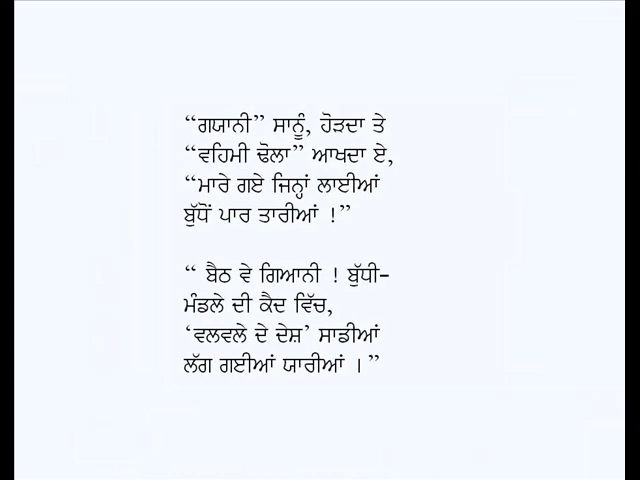 “ਗਯਾਨੀ” ਸਾਨੂੰ, ਹੋੜਦਾ ਤੇ
“ਵਹਿਮੀ ਢੋਲਾ” ਆਖਦਾ ਏ,
“ਮਾਰੇ ਗਏ ਜਿਨ੍ਹਾਂ ਲਾਈਆਂ
ਬੁੱਧੋਂ ਪਾਰ ਤਾਰੀਆਂ !”
“ ਬੈਠ ਵੇ ਗਿਆਨੀ ! ਬੁੱਧੀ-
ਮੰਡਲੇ ਦੀ ਕੈਦ ਵਿੱਚ,
‘ਵਲਵਲੇ ਦੇ ਦੇਸ਼’ ਸਾਡੀਆਂ
ਲੱਗ ਗਈਆਂ ਯਾਰੀਆਂ ।”